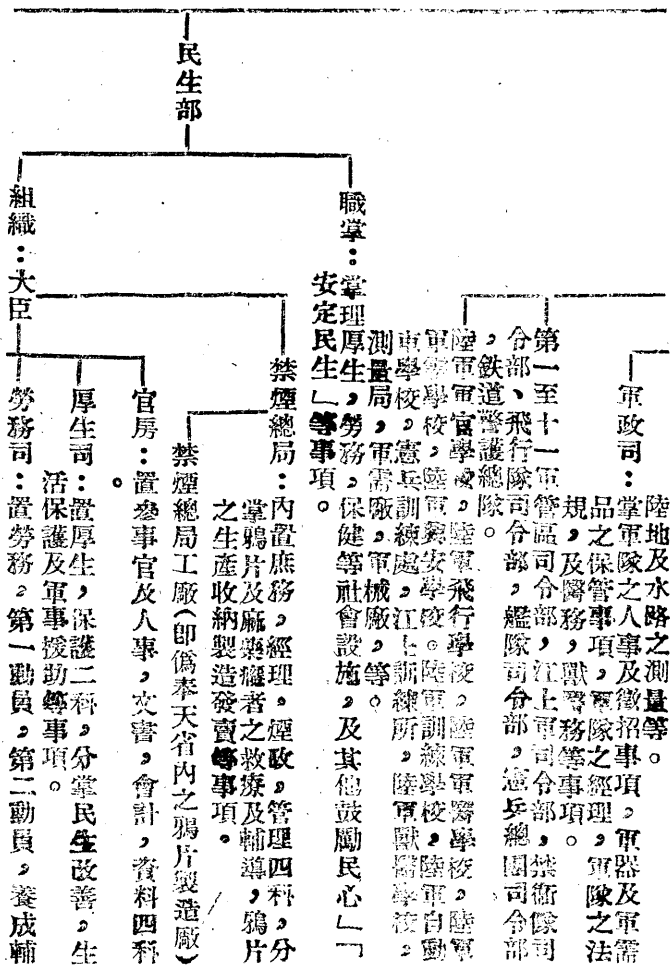 陸地及水路之測量等。
軍政司：掌軍隊之人事及徵招事項，軍器及軍需
品之保管事項，軍隊之經理，軍隊之法
規，及醫務，獸醫務等事項。
第一至十一軍管區司令部，江上軍司令部，禁衛隊司
令部、飛行隊司令部，艦隊司令部，憲兵總團司令部
，鉄道警護總隊。
陸軍軍官學校，陸軍飛行學校，陸軍軍醫學校，陸軍
軍需學校，陸軍興安學校。陸軍訓練學校，陸軍自動
車學校，憲兵訓練處，江上訓練所，陸軍獸醫學校，
測量局，軍需廠，軍械廠，等。
民生部
職掌：掌理厚生，勞務，保健等社會設施，及其他鼓勵民心」「
安定民生」等事項。
禁煙總局：內置庶務，經理，煙政，管理四科，分
掌鴉片及麻藥癮者之救療及輔導，鴉片
之生產收納製造發賣等事項。
禁煙總局工廠（即僞奉天省內之鴉片製造廠）
組織：大臣
官房：置參事官及人事，文書，會計，資料四科
。
厚生司：置厚生，保護二科，分掌民生改善，生
活保護及軍事援助等事項。
勞務司：置勞務，第一動員，第二動員，養成輔